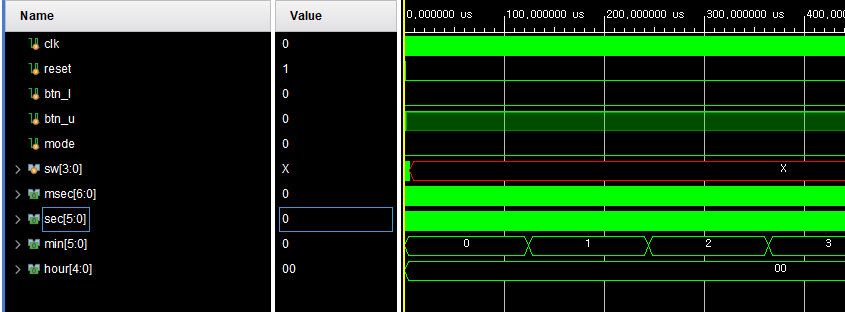 Name Value 0,000000 us 100,000000 us 200,000000 us 300,000000 us 400,
clk 0
reset 1
btn_l 0
btn_u 0
mode 0
sw[3:0] X X
msec[6:0] 0
sec[5:0] 0
min[5:0] 0 0 1 2 3
hour[4:0] 00 00